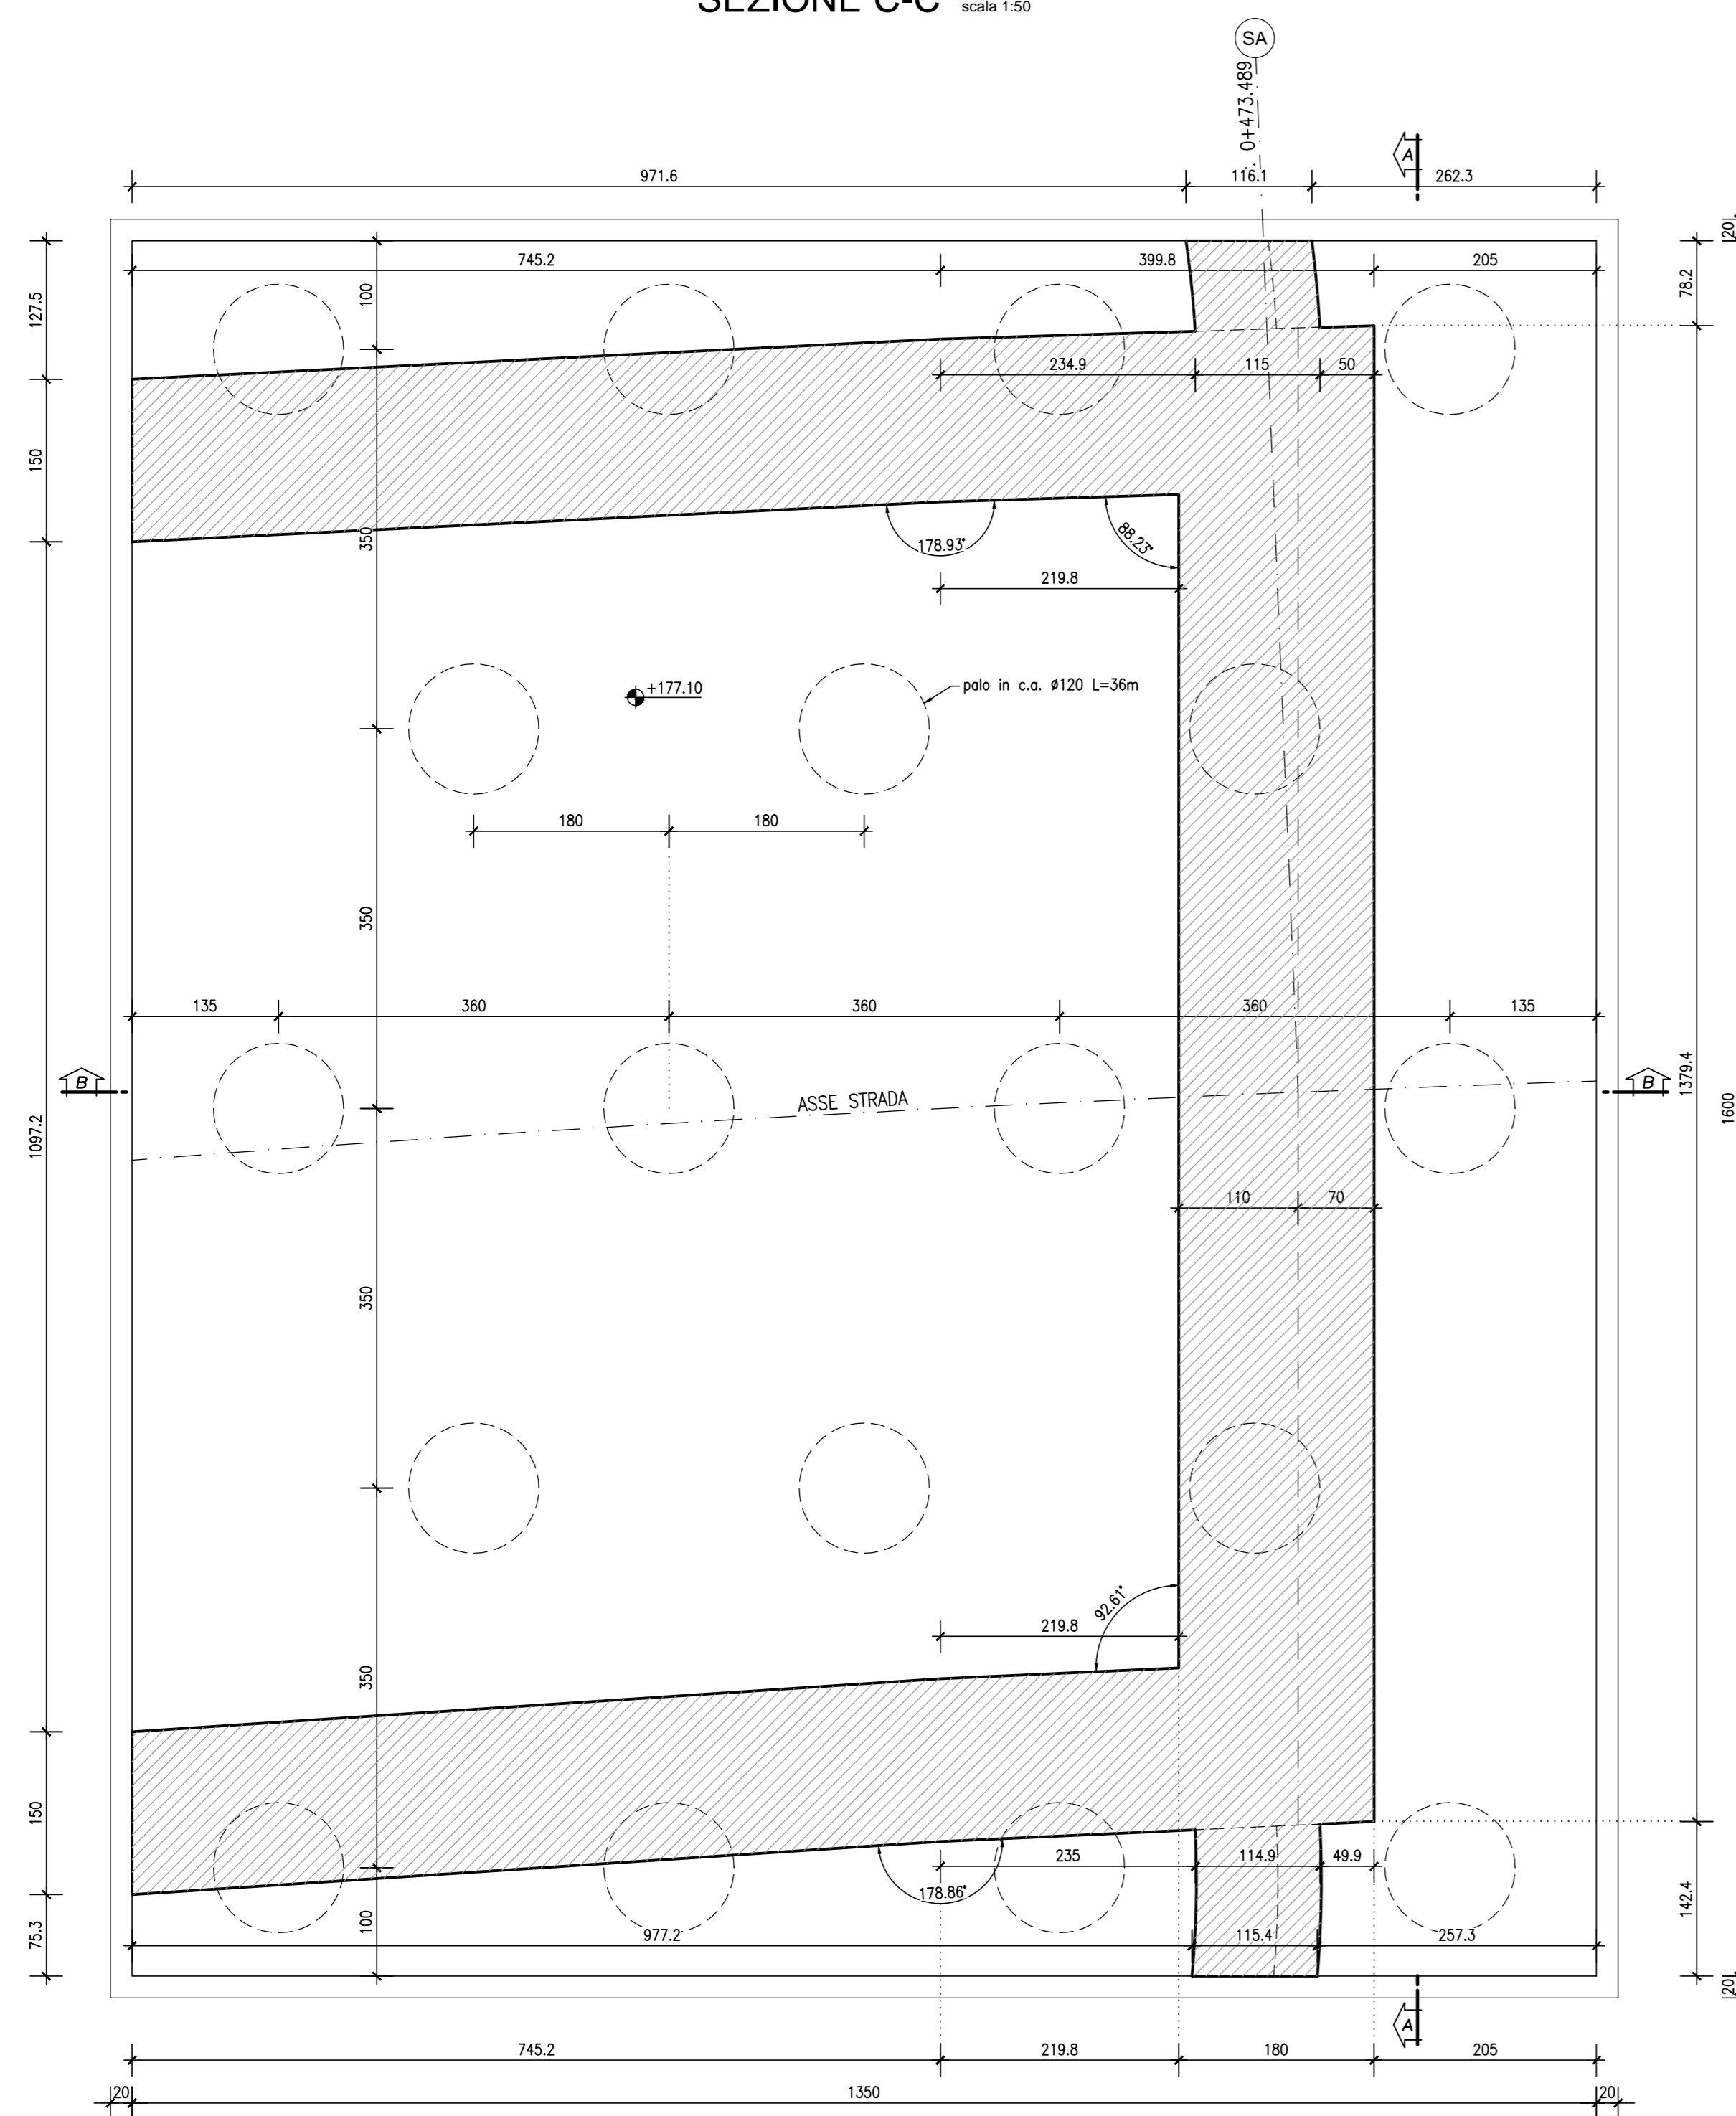 SEZIONE C-C scala 1:50
SA
0+473.489
A
971.6 116.1 262.3
20
745.2 399.8 205
127.5
100
78.2
234.9 115 50
150
350
178.93°
88.23°
219.8
+177.10
palo in c.a. ø120 L=36m
180 180
350
135 360 360 360 135
B
B
ASSE STRADA
1097.2
1379.4
1600
110 70
350
92.61°
219.8
350
150
235 114.9 49.9
178.86°
142.4
75.3
100
977.2 115.4 257.3
20
A
745.2 219.8 180 205
20 1350 20